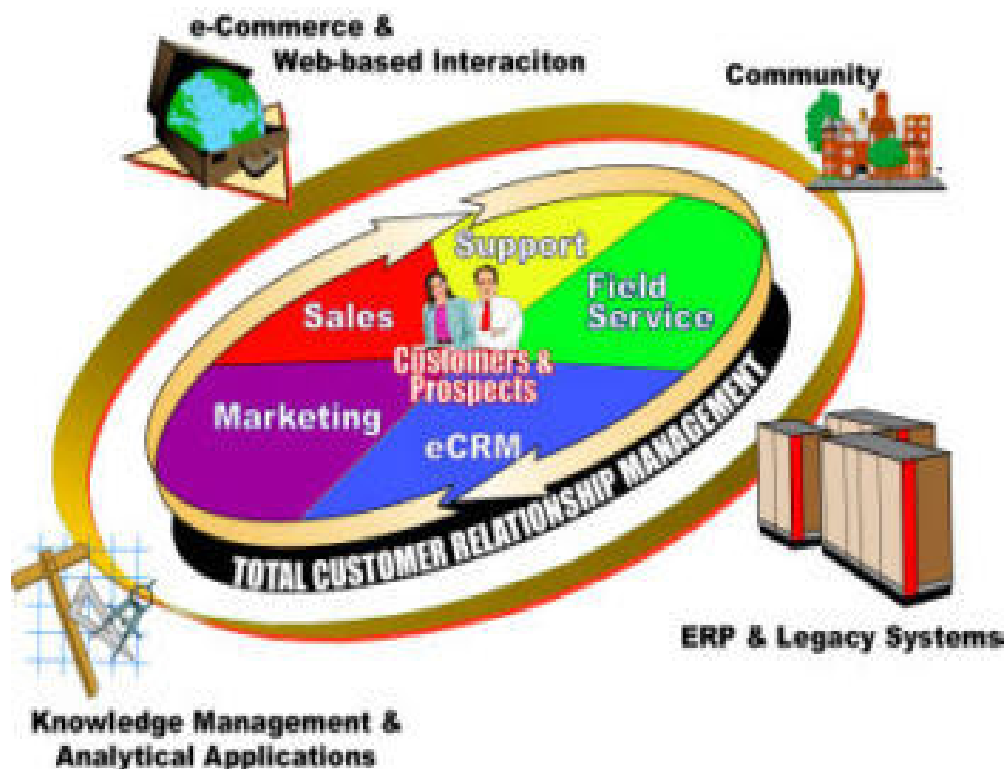 e-Commerce &
Web-based Interaciton
Community
Support
Field
Service
Sales
Customers &
Prospects
Marketing
eCRM
TOTAL CUSTOMER RELATIONSHIP MANAGEMENT
ERP & Legacy Systems
Knowledge Management &
Analytical Applications